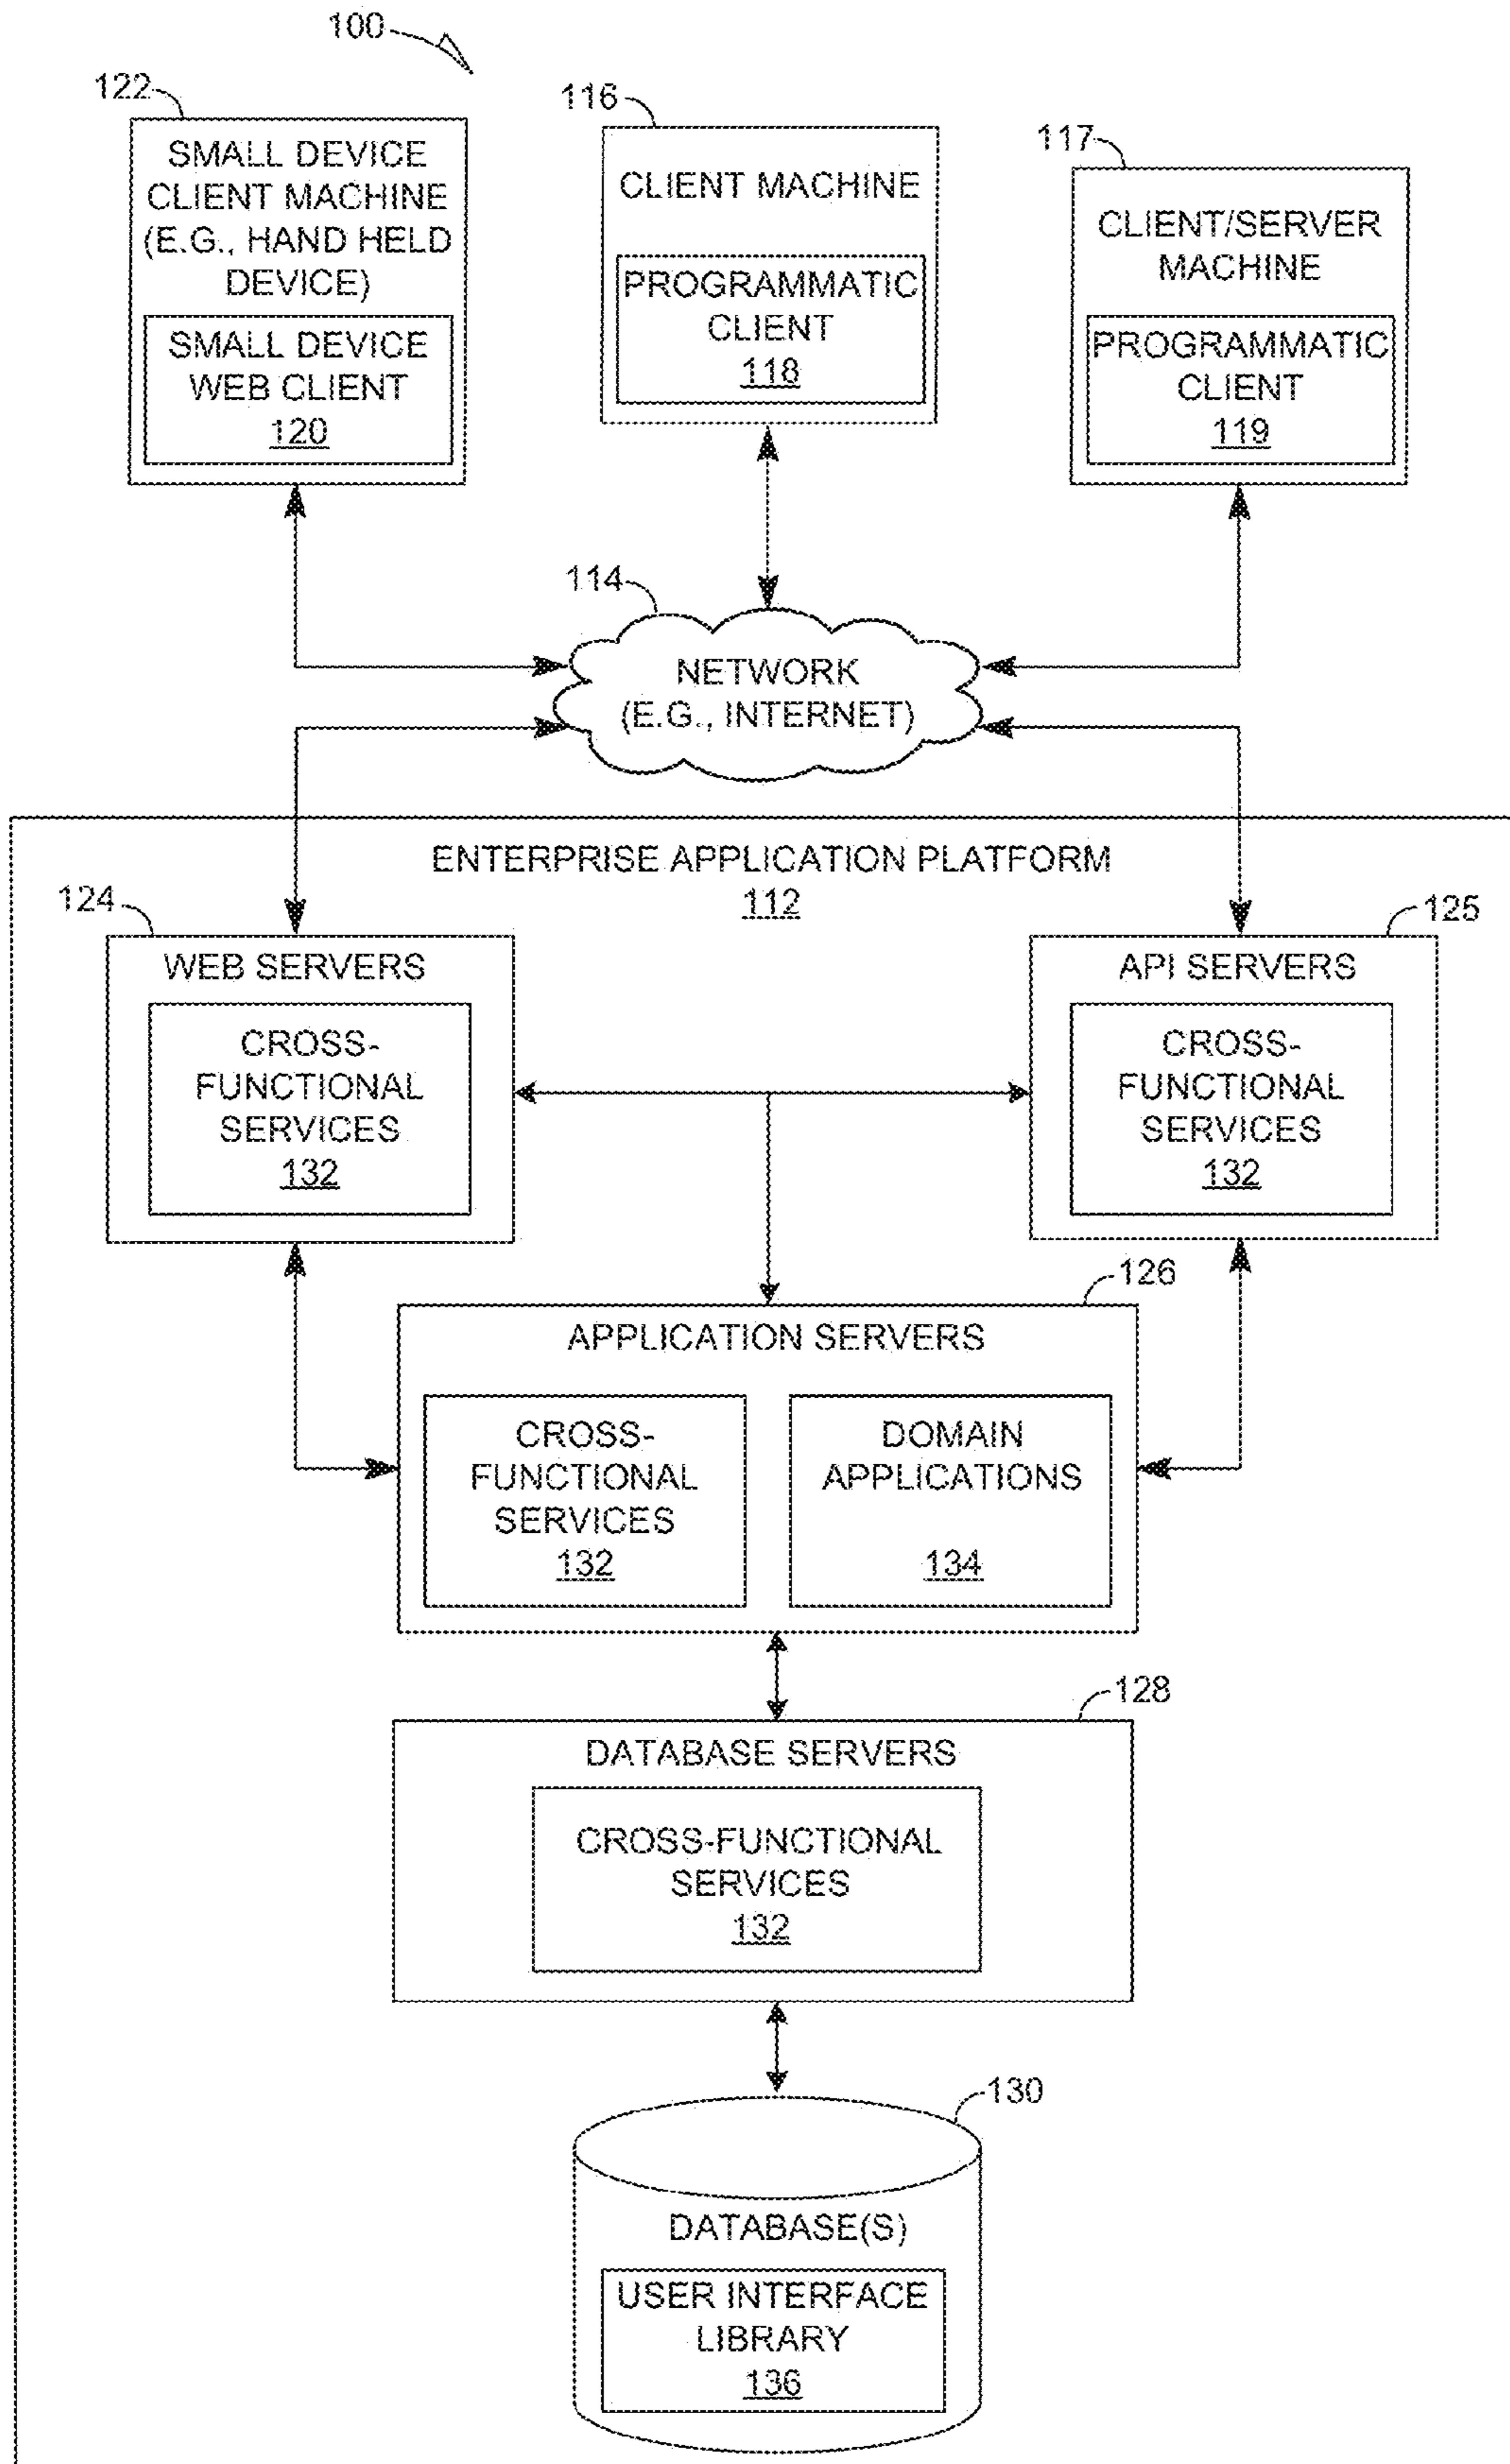 100
122
SMALL DEVICE
CLIENT MACHINE
(E.G., HAND HELD
DEVICE)
SMALL DEVICE
WEB CLIENT
120
116
CLIENT MACHINE
PROGRAMMATIC
CLIENT
118
117
CLIENT/SERVER
MACHINE
PROGRAMMATIC
CLIENT
119
114
NETWORK
(E.G., INTERNET)
ENTERPRISE APPLICATION PLATFORM
112
124
WEB SERVERS
CROSS-
FUNCTIONAL
SERVICES
132
125
API SERVERS
CROSS-
FUNCTIONAL
SERVICES
132
126
APPLICATION SERVERS
CROSS-
FUNCTIONAL
SERVICES
132
DOMAIN
APPLICATIONS
134
128
DATABASE SERVERS
CROSS-FUNCTIONAL
SERVICES
132
130
DATABASE(S)
USER INTERFACE
LIBRARY
136